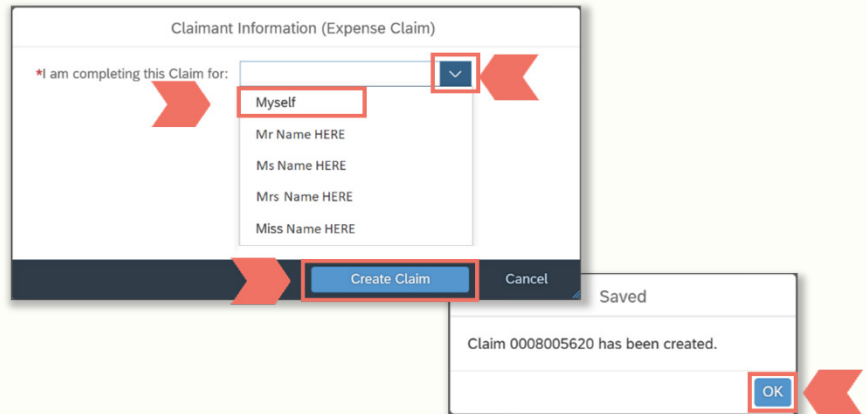 Claimant Information (Expense Claim)
*I am completing this Claim for:
Myself
Mr Name HERE
Ms Name HERE
Mrs Name HERE
Miss Name HERE
Create Claim Cancel
Saved
Claim 0008005620 has been created.
OK